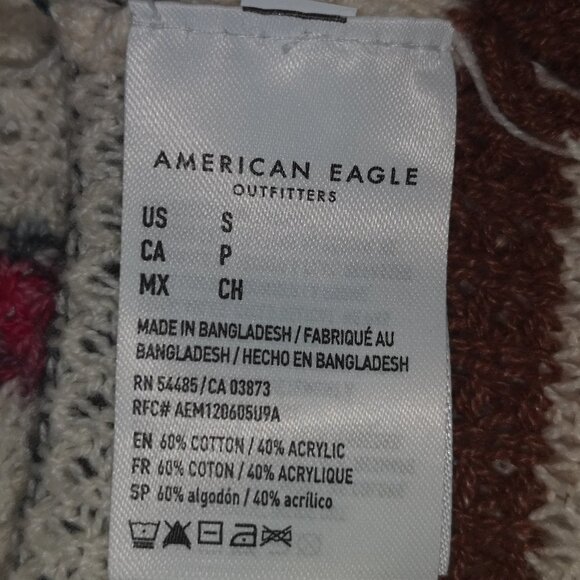 AMERICAN EAGLE
OUTFITTERS
US S
CA P
MX CH
MADE IN BANGLADESH / FABRIQUÉ AU
BANGLADESH / HECHO EN BANGLADESH
RN 54485 / CA 03873
RFC# AEM120605U9A
EN 60% COTTON / 40% ACRYLIC
FR 60% COTON / 40% ACRYLIQUE
SP 60% algodón / 40% acrílico